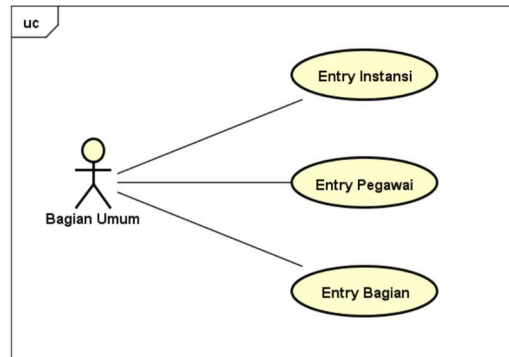 uc
Entry Instansi
Entry Pegawai
Bagian Umum
Entry Bagian